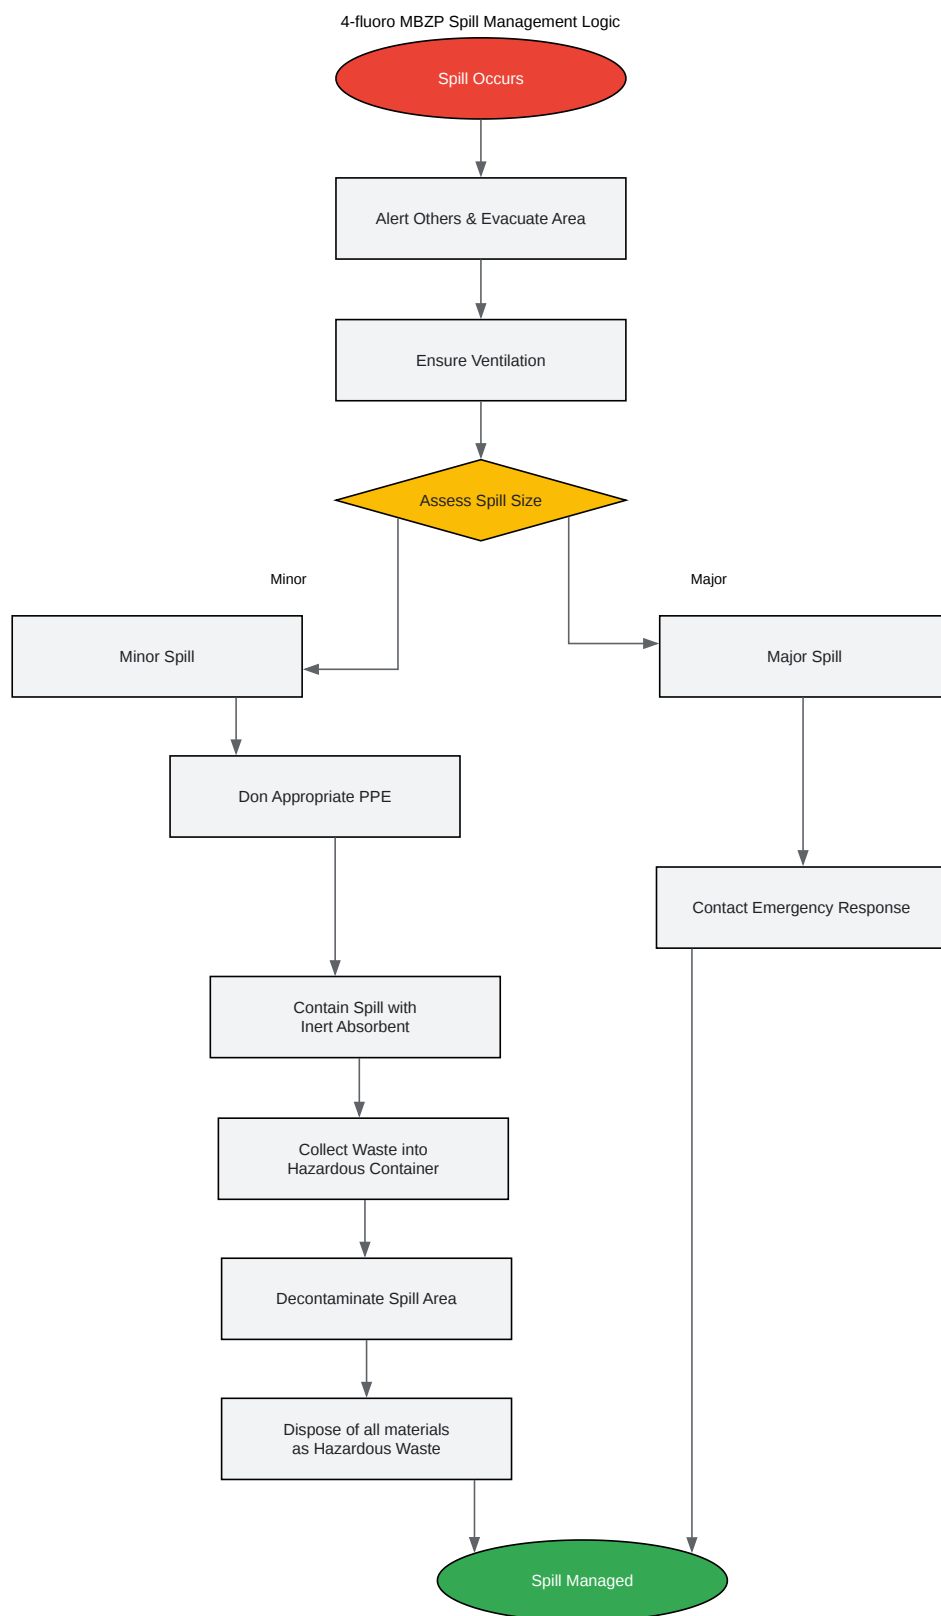 4-fluoro MBZP Spill Management Logic
Spill Occurs
Alert Others & Evacuate Area
Ensure Ventilation
Assess Spill Size
Minor
Major
Minor Spill
Major Spill
Don Appropriate PPE
Contact Emergency Response
Contain Spill with
Inert Absorbent
Collect Waste into
Hazardous Container
Decontaminate Spill Area
Dispose of all materials
as Hazardous Waste
Spill Managed